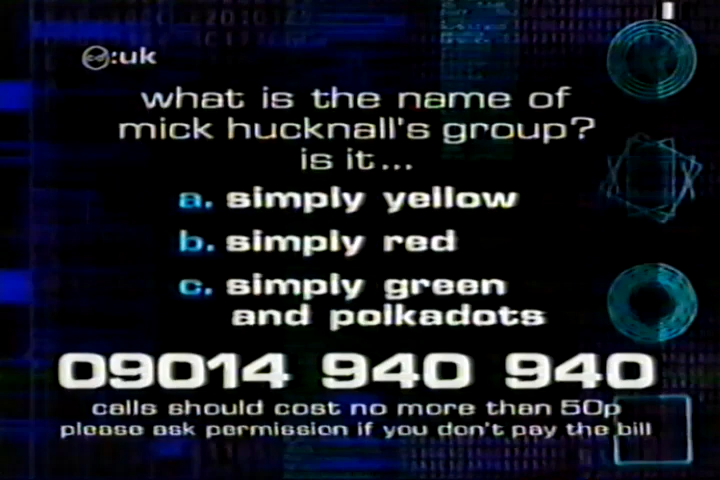 cd:uk
what is the name of
mick hucknall's group?
is it...
a. simply yellow
b. simply red
c. simply green
and polkadots
09014 940 940
calls should cost no more than 50p
please ask permission if you don't pay the bill